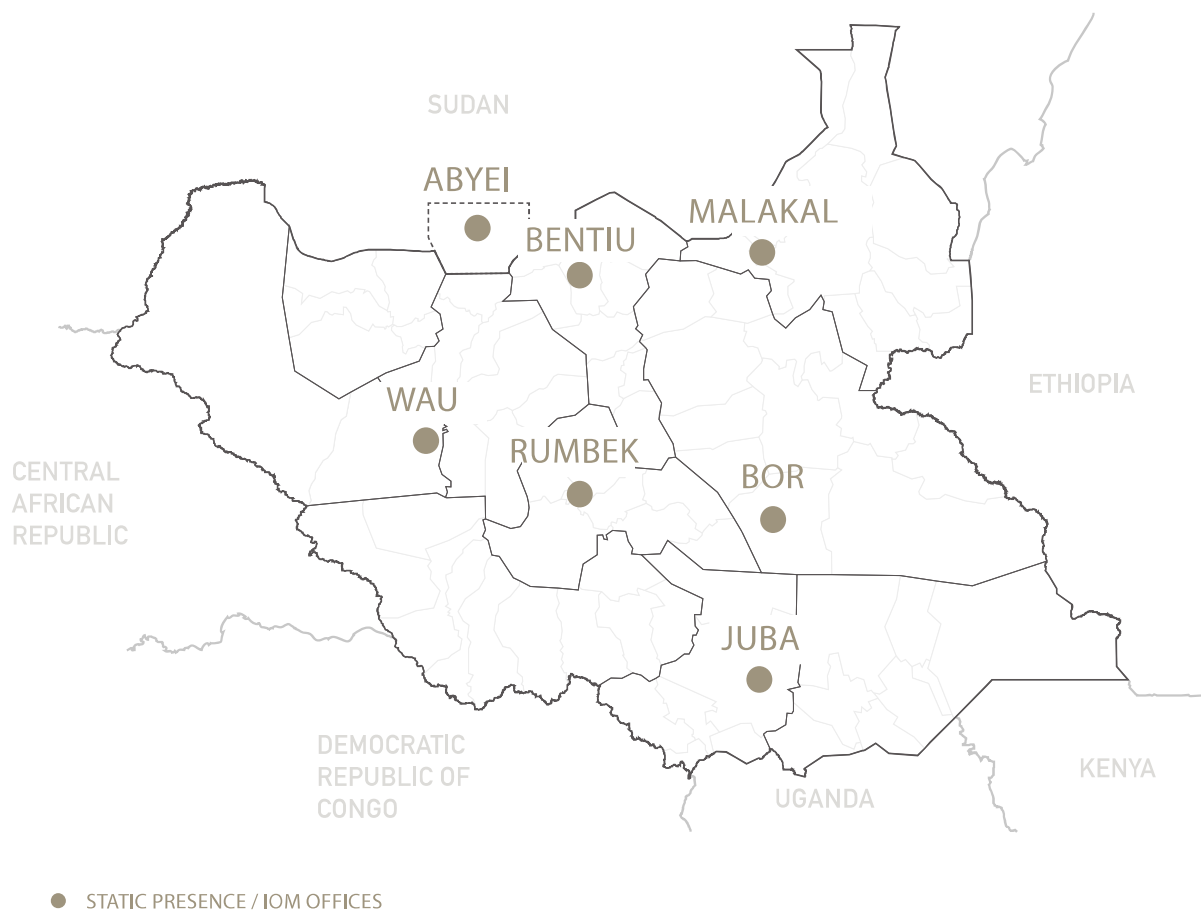 SUDAN
ABYEI
MALAKAL
BENTIU
ETHIOPIA
WAU
RUMBEK
BOR
CENTRAL
AFRICAN
REPUBLIC
JUBA
DEMOCRATIC
REPUBLIC OF
CONGO
KENYA
UGANDA
STATIC PRESENCE / IOM OFFICES